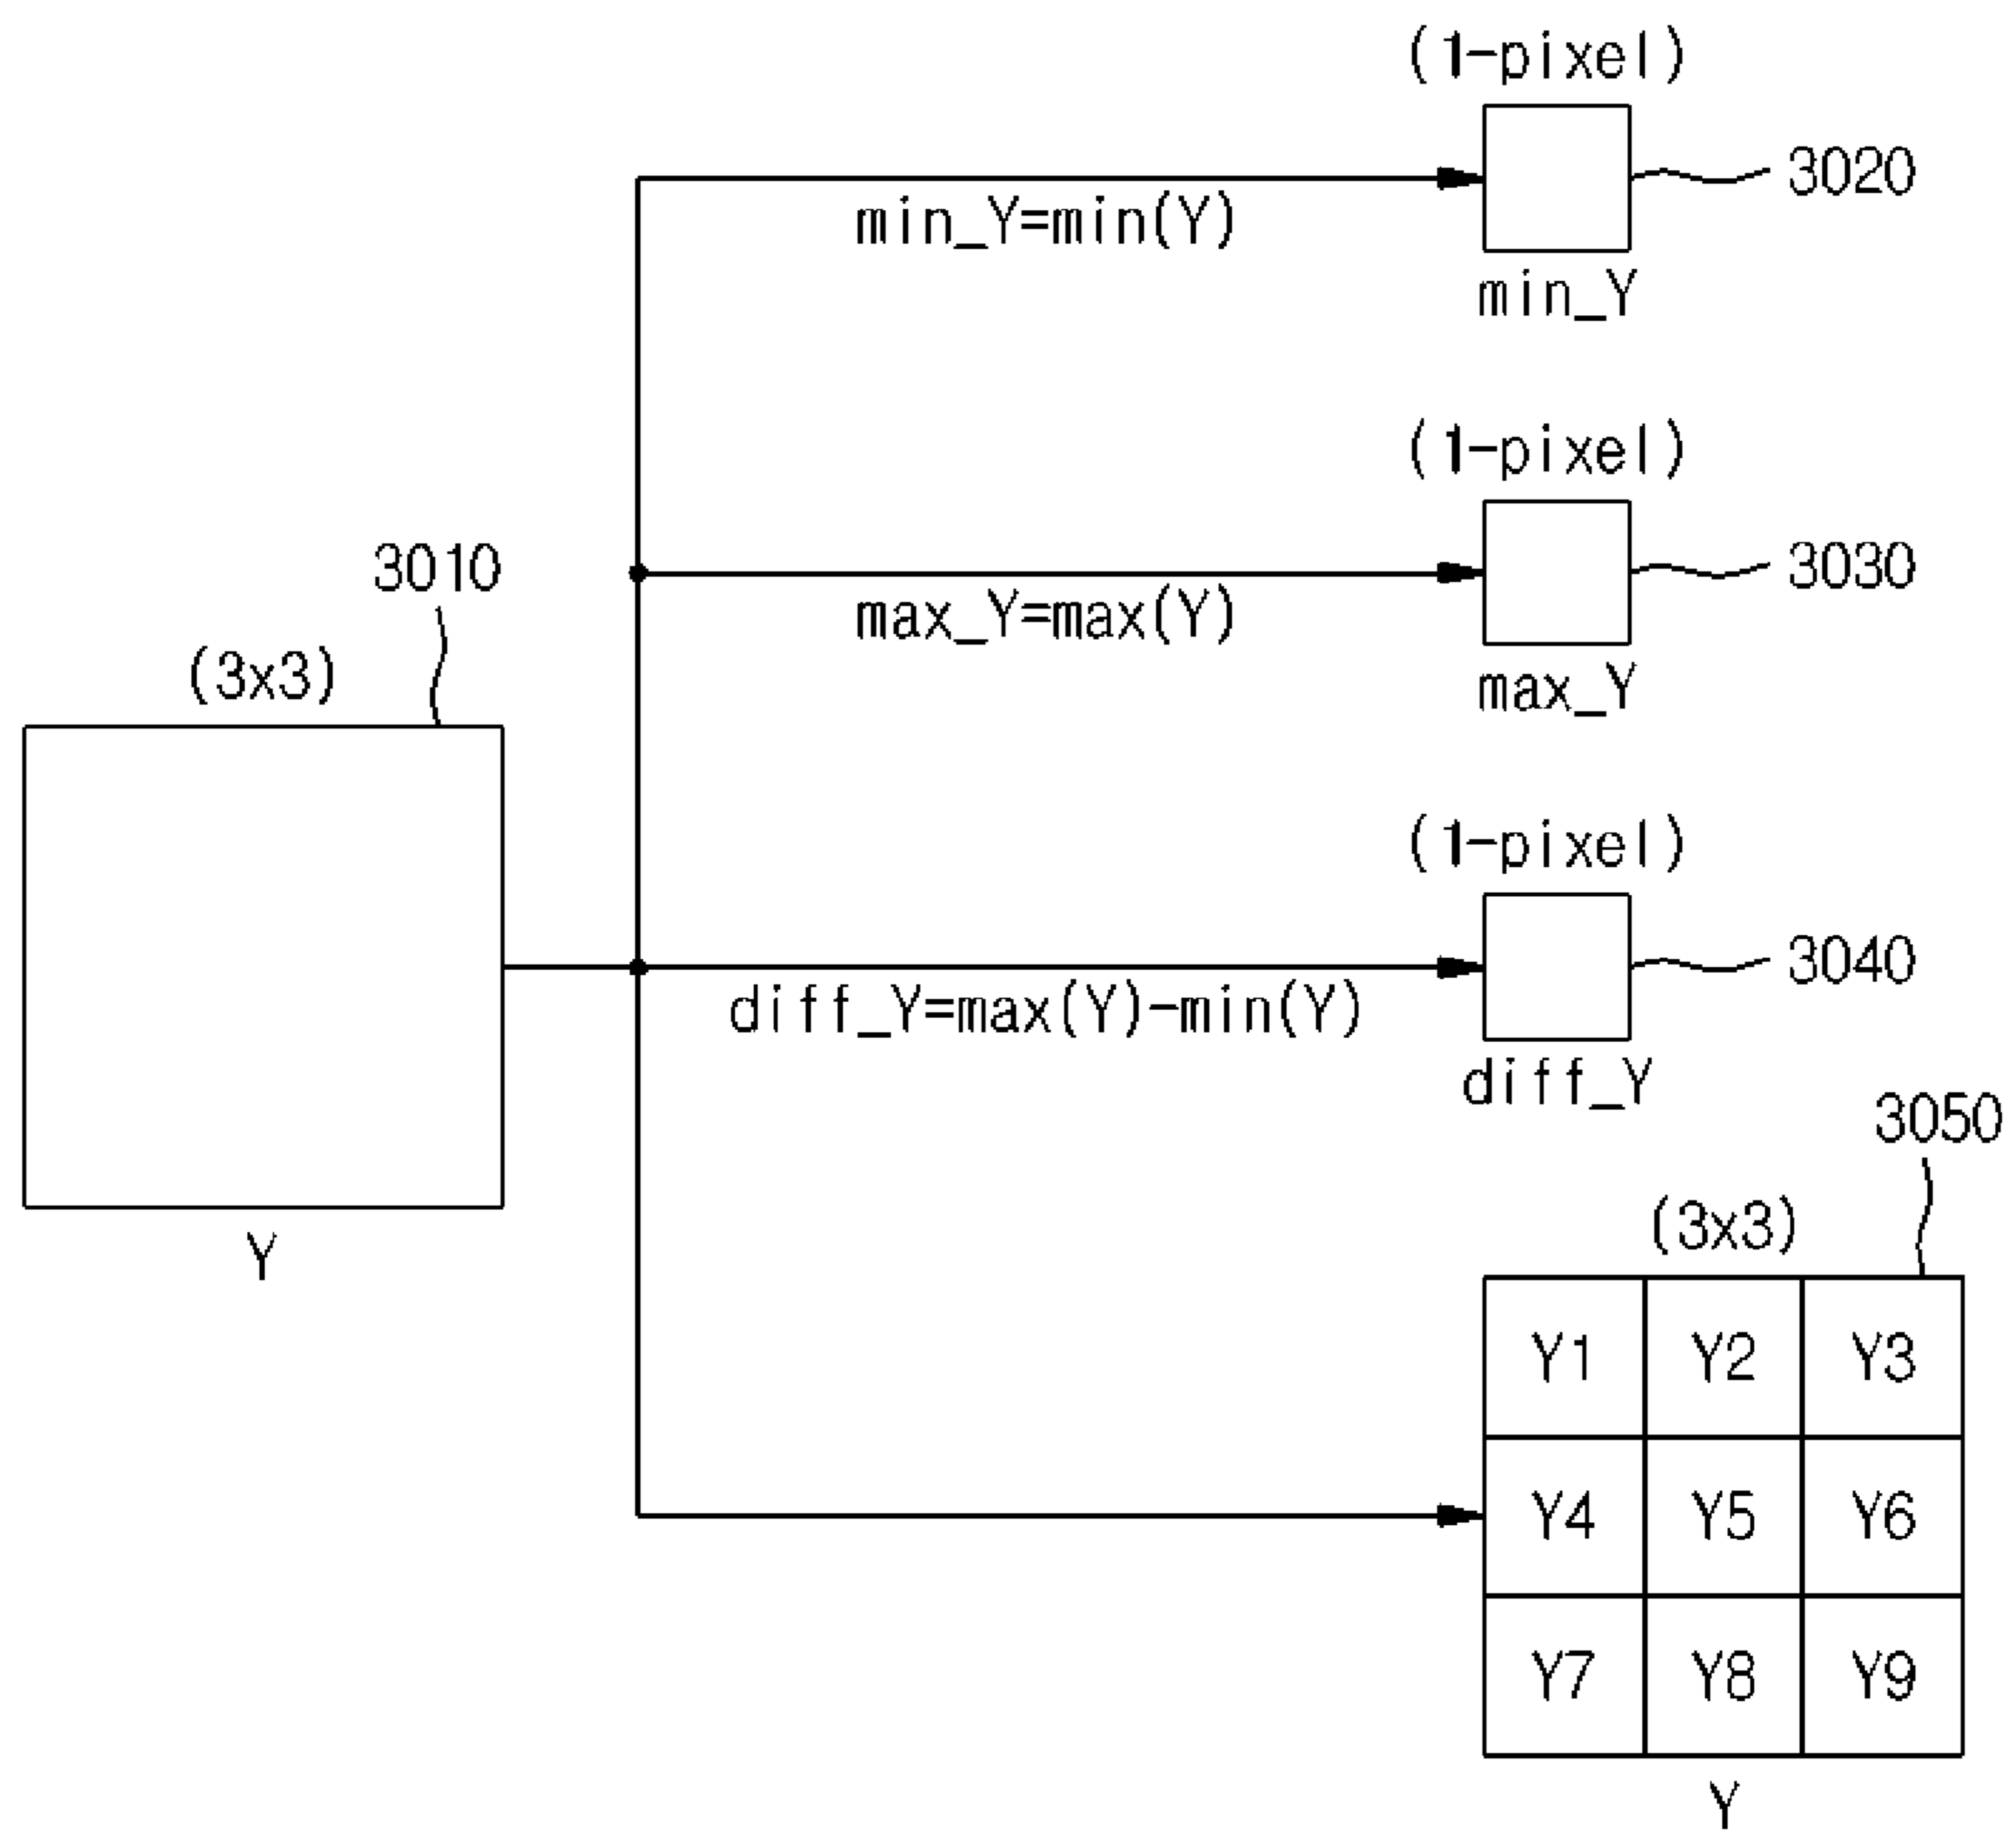 (1-pixel)
3020
min_Y=min(Y)
min_Y
(1-pixel)
3030
max_Y=max(Y)
max_Y
3010
(3x3)
Y
(1-pixel)
3040
diff_Y=max(Y)-min(Y)
diff_Y
3050
(3x3)
Y1 Y2 Y3
Y4 Y5 Y6
Y7 Y8 Y9
Y